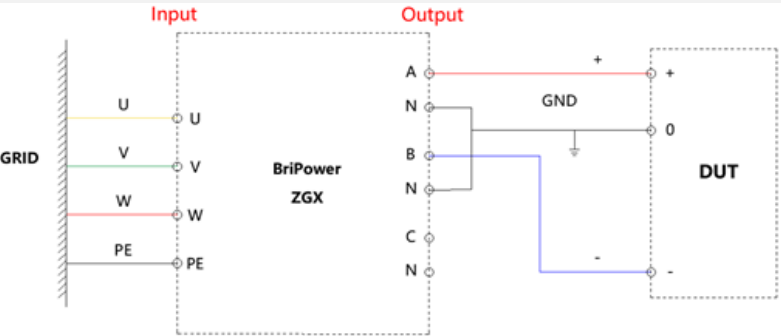 Input
Output
A
+
+
N
GND
U
U
0
B
GRID
V
V
BriPower
ZGX
DUT
N
W
W
C
PE
PE
N
-
-